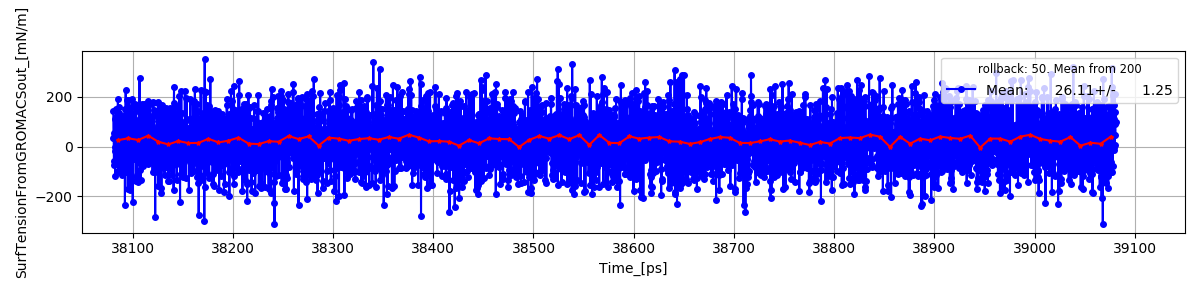 SurfTensionFromGROMACSout_[mN/m]
200
0
−200
rollback: 50. Mean from 200
Mean: 26.11+/- 1.25
38100 38200 38300 38400 38500 38600 38700 38800 38900 39000 39100
Time_[ps]